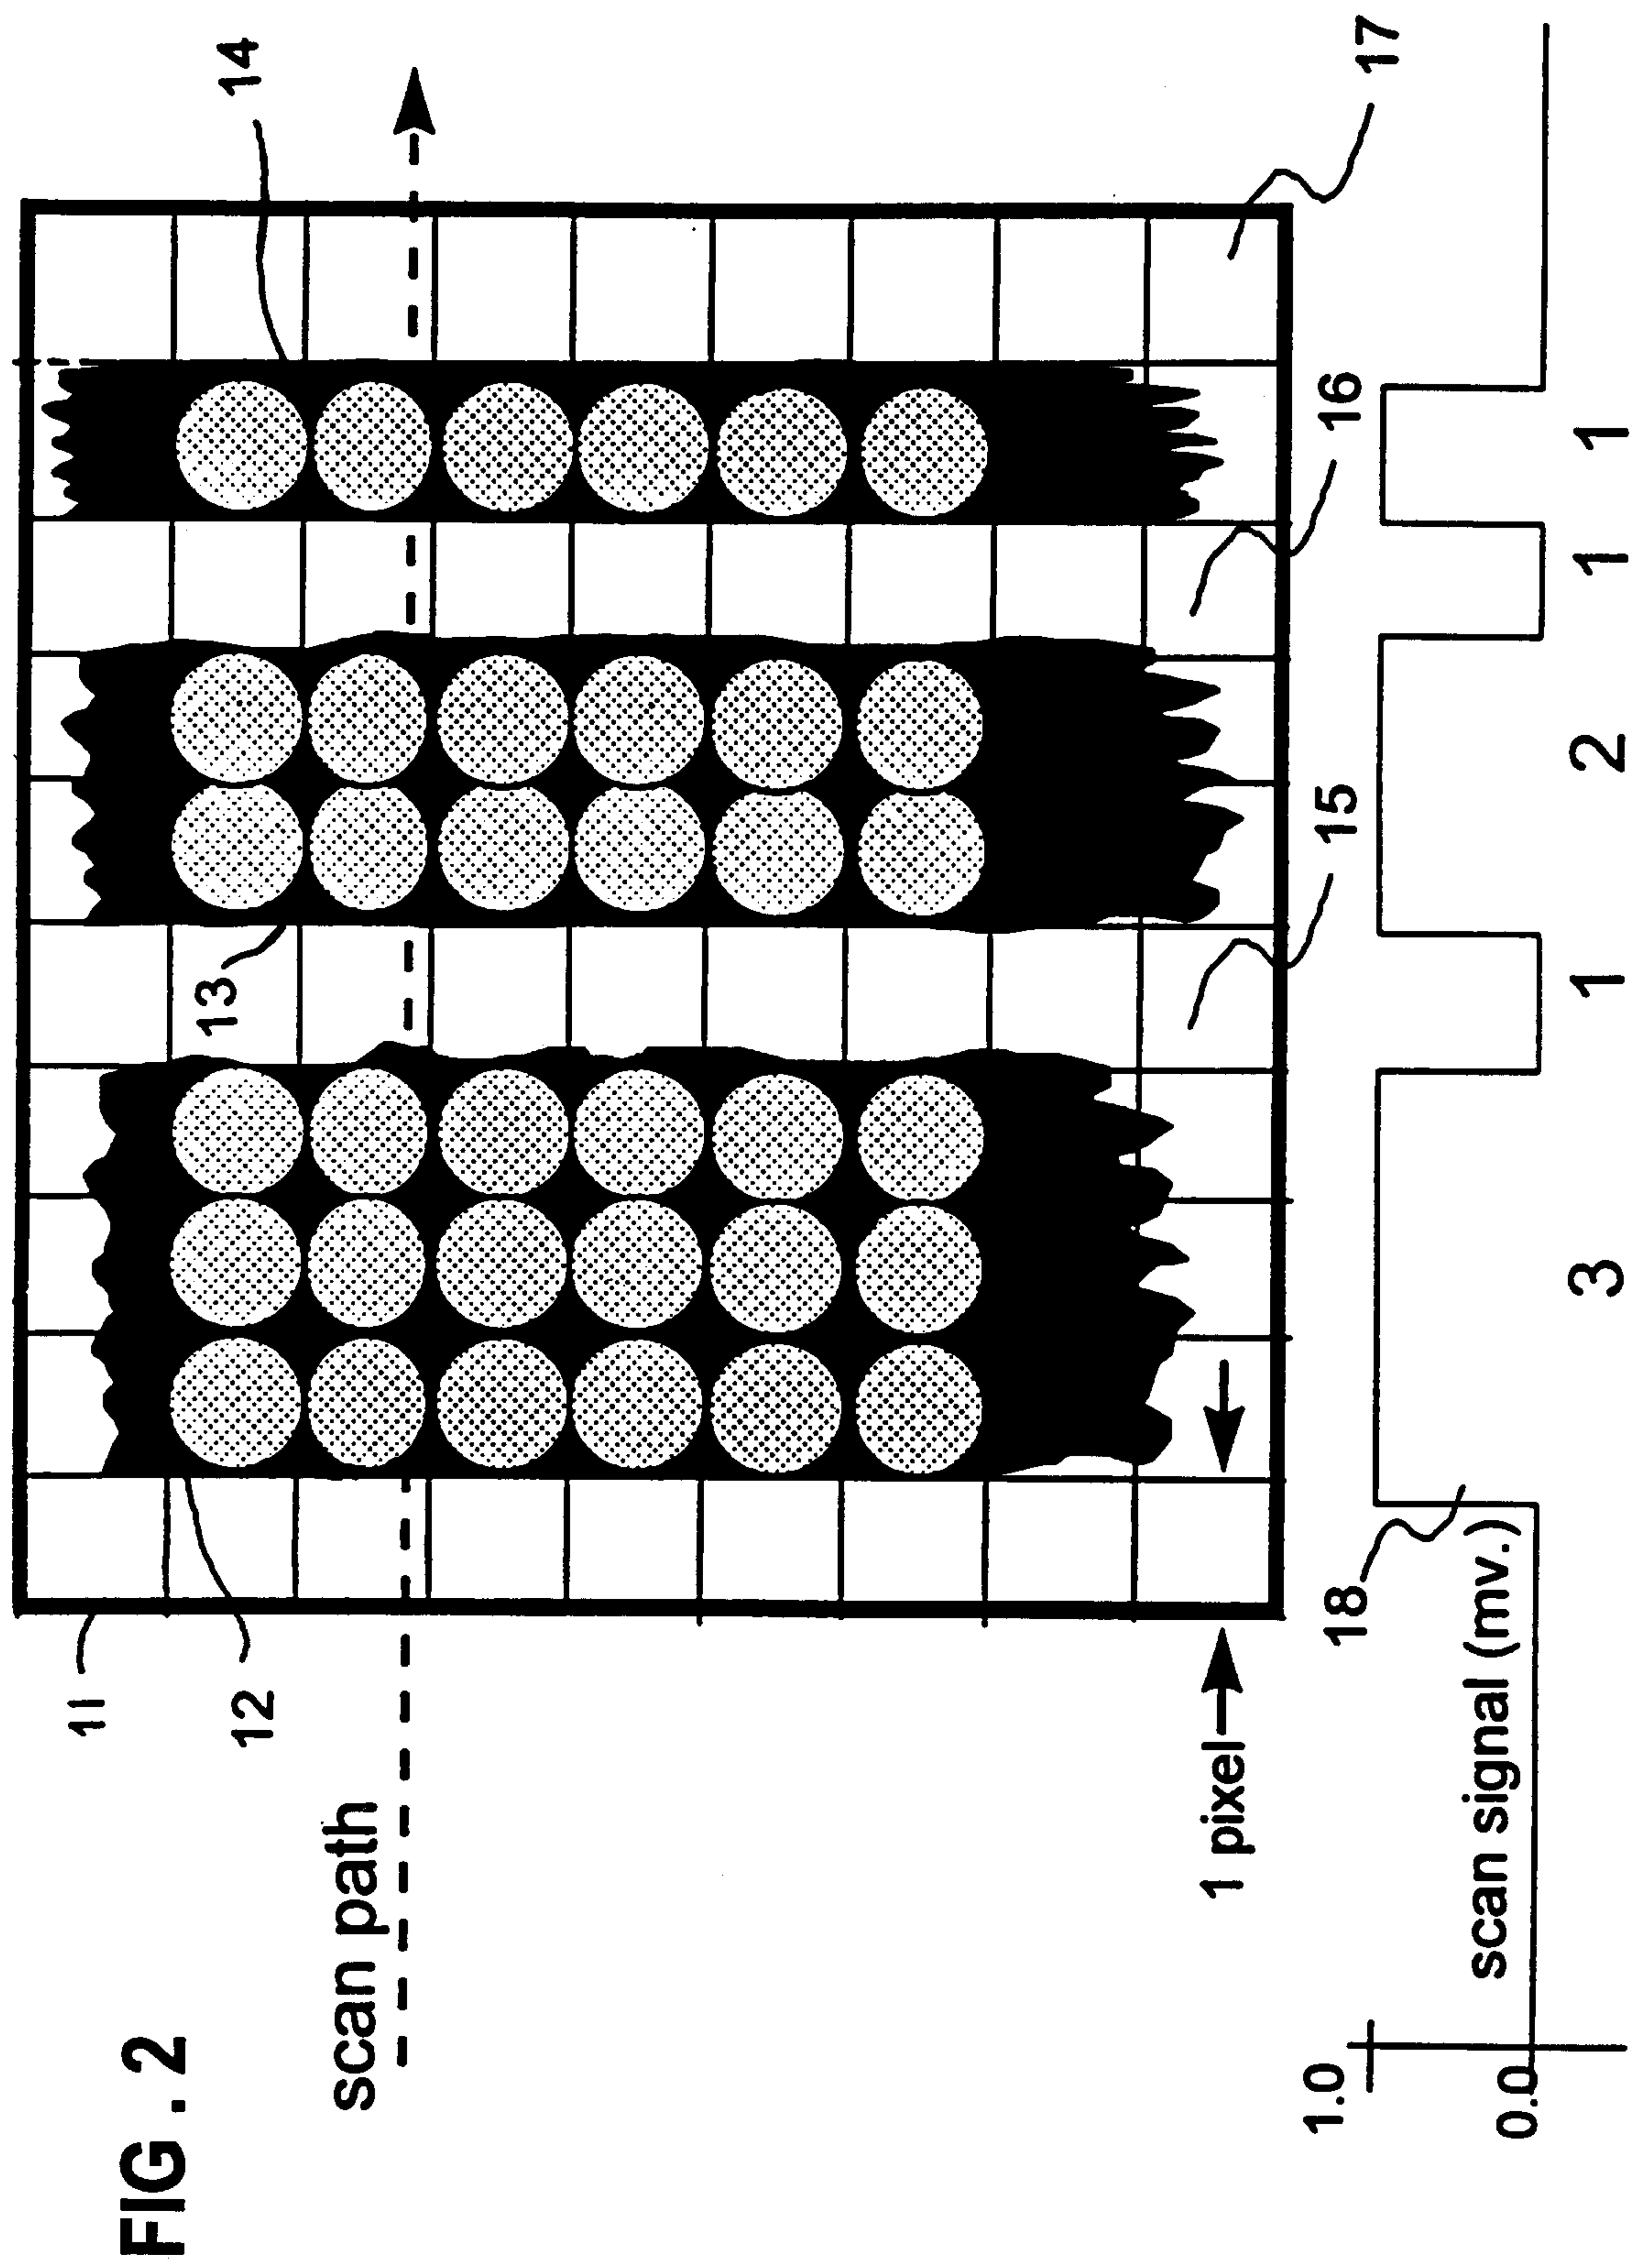 FIG. 2
scan path
11
12
13
14
1 pixel
15
16
17
18
1.0
0.0
scan signal (mv.)
3 1 2 1 1